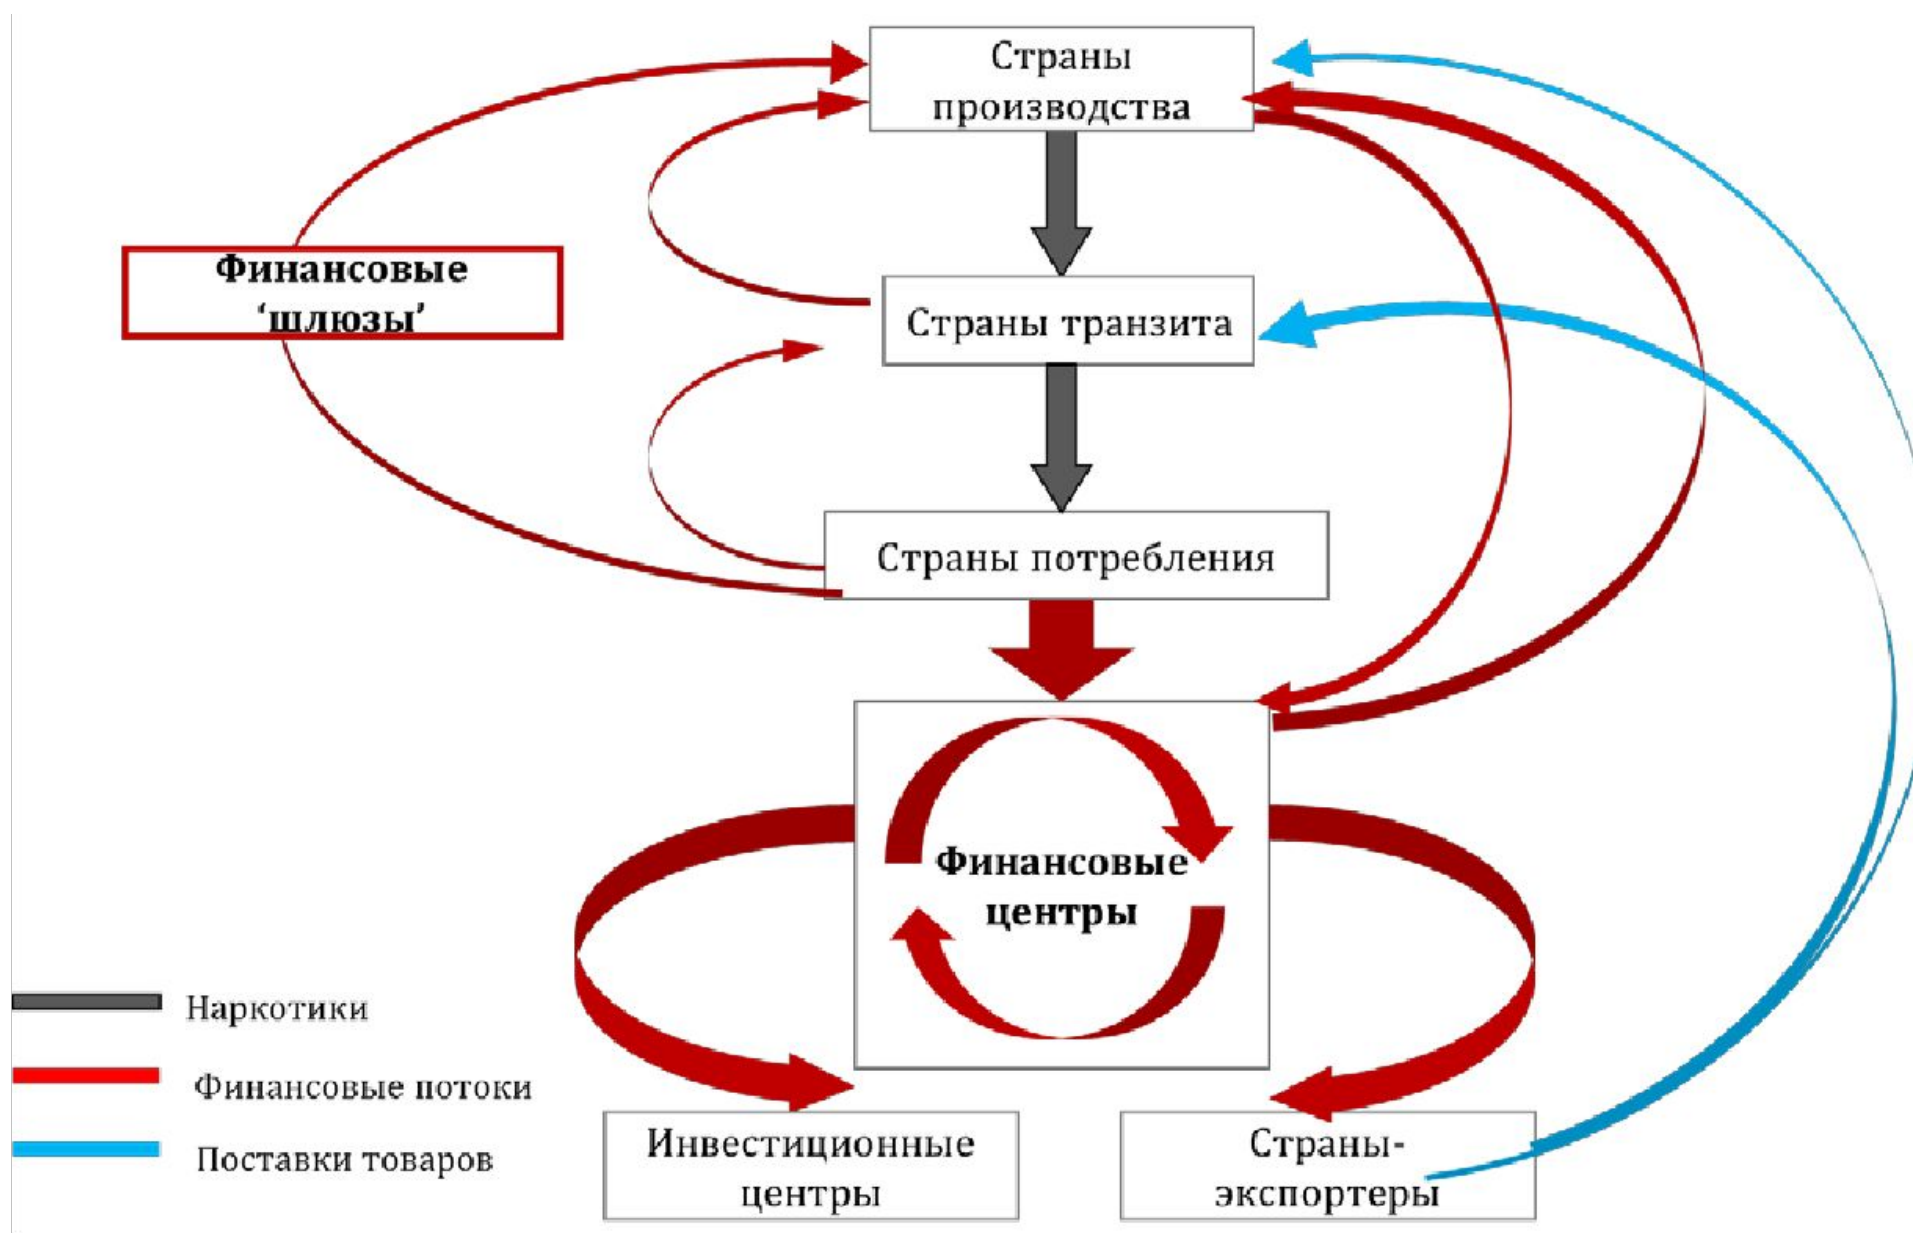 Страны
производства
Финансовые
‘шлюзы’
Страны транзита
Страны потребления
Финансовые
центры
Наркотики
Финансовые потоки
Поставки товаров
Инвестиционные
центры
Страны-
экспортеры